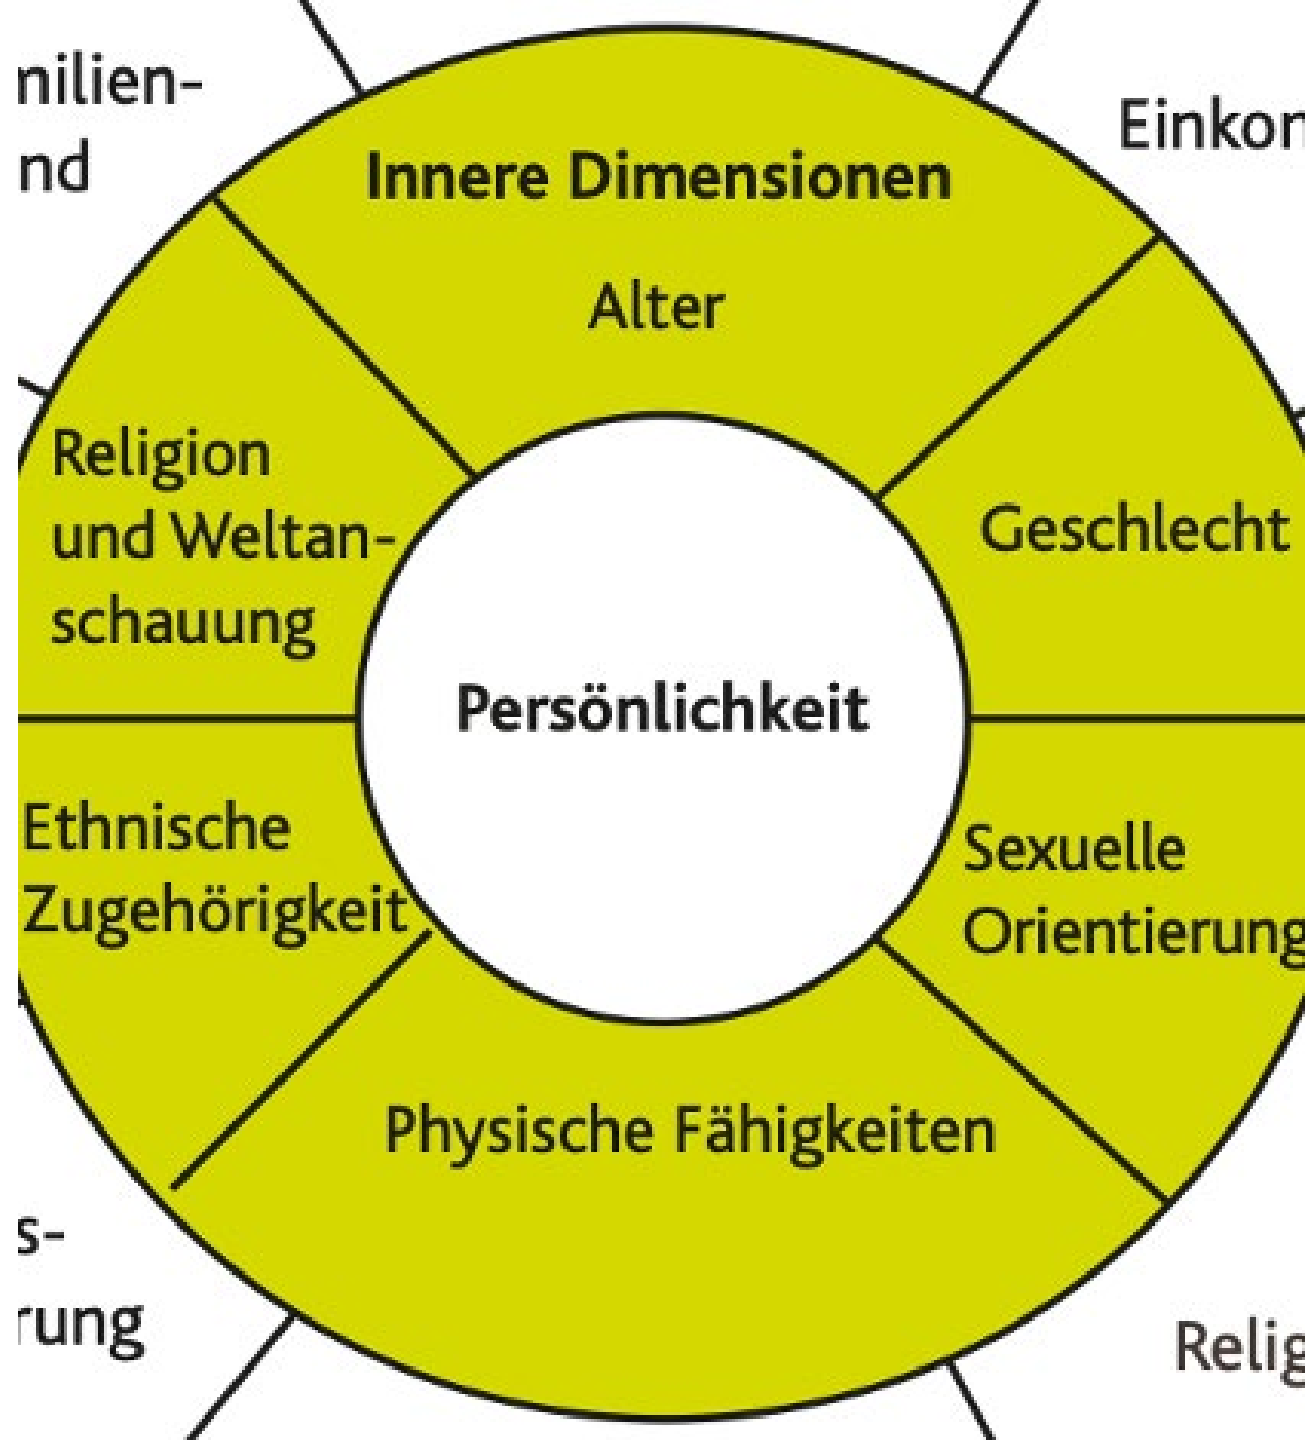 Innere Dimensionen
Alter
Religion
und Weltan-
schauung
Geschlecht
Persönlichkeit
Ethnische
Zugehörigkeit
Sexuelle
Orientierung
Physische Fähigkeiten